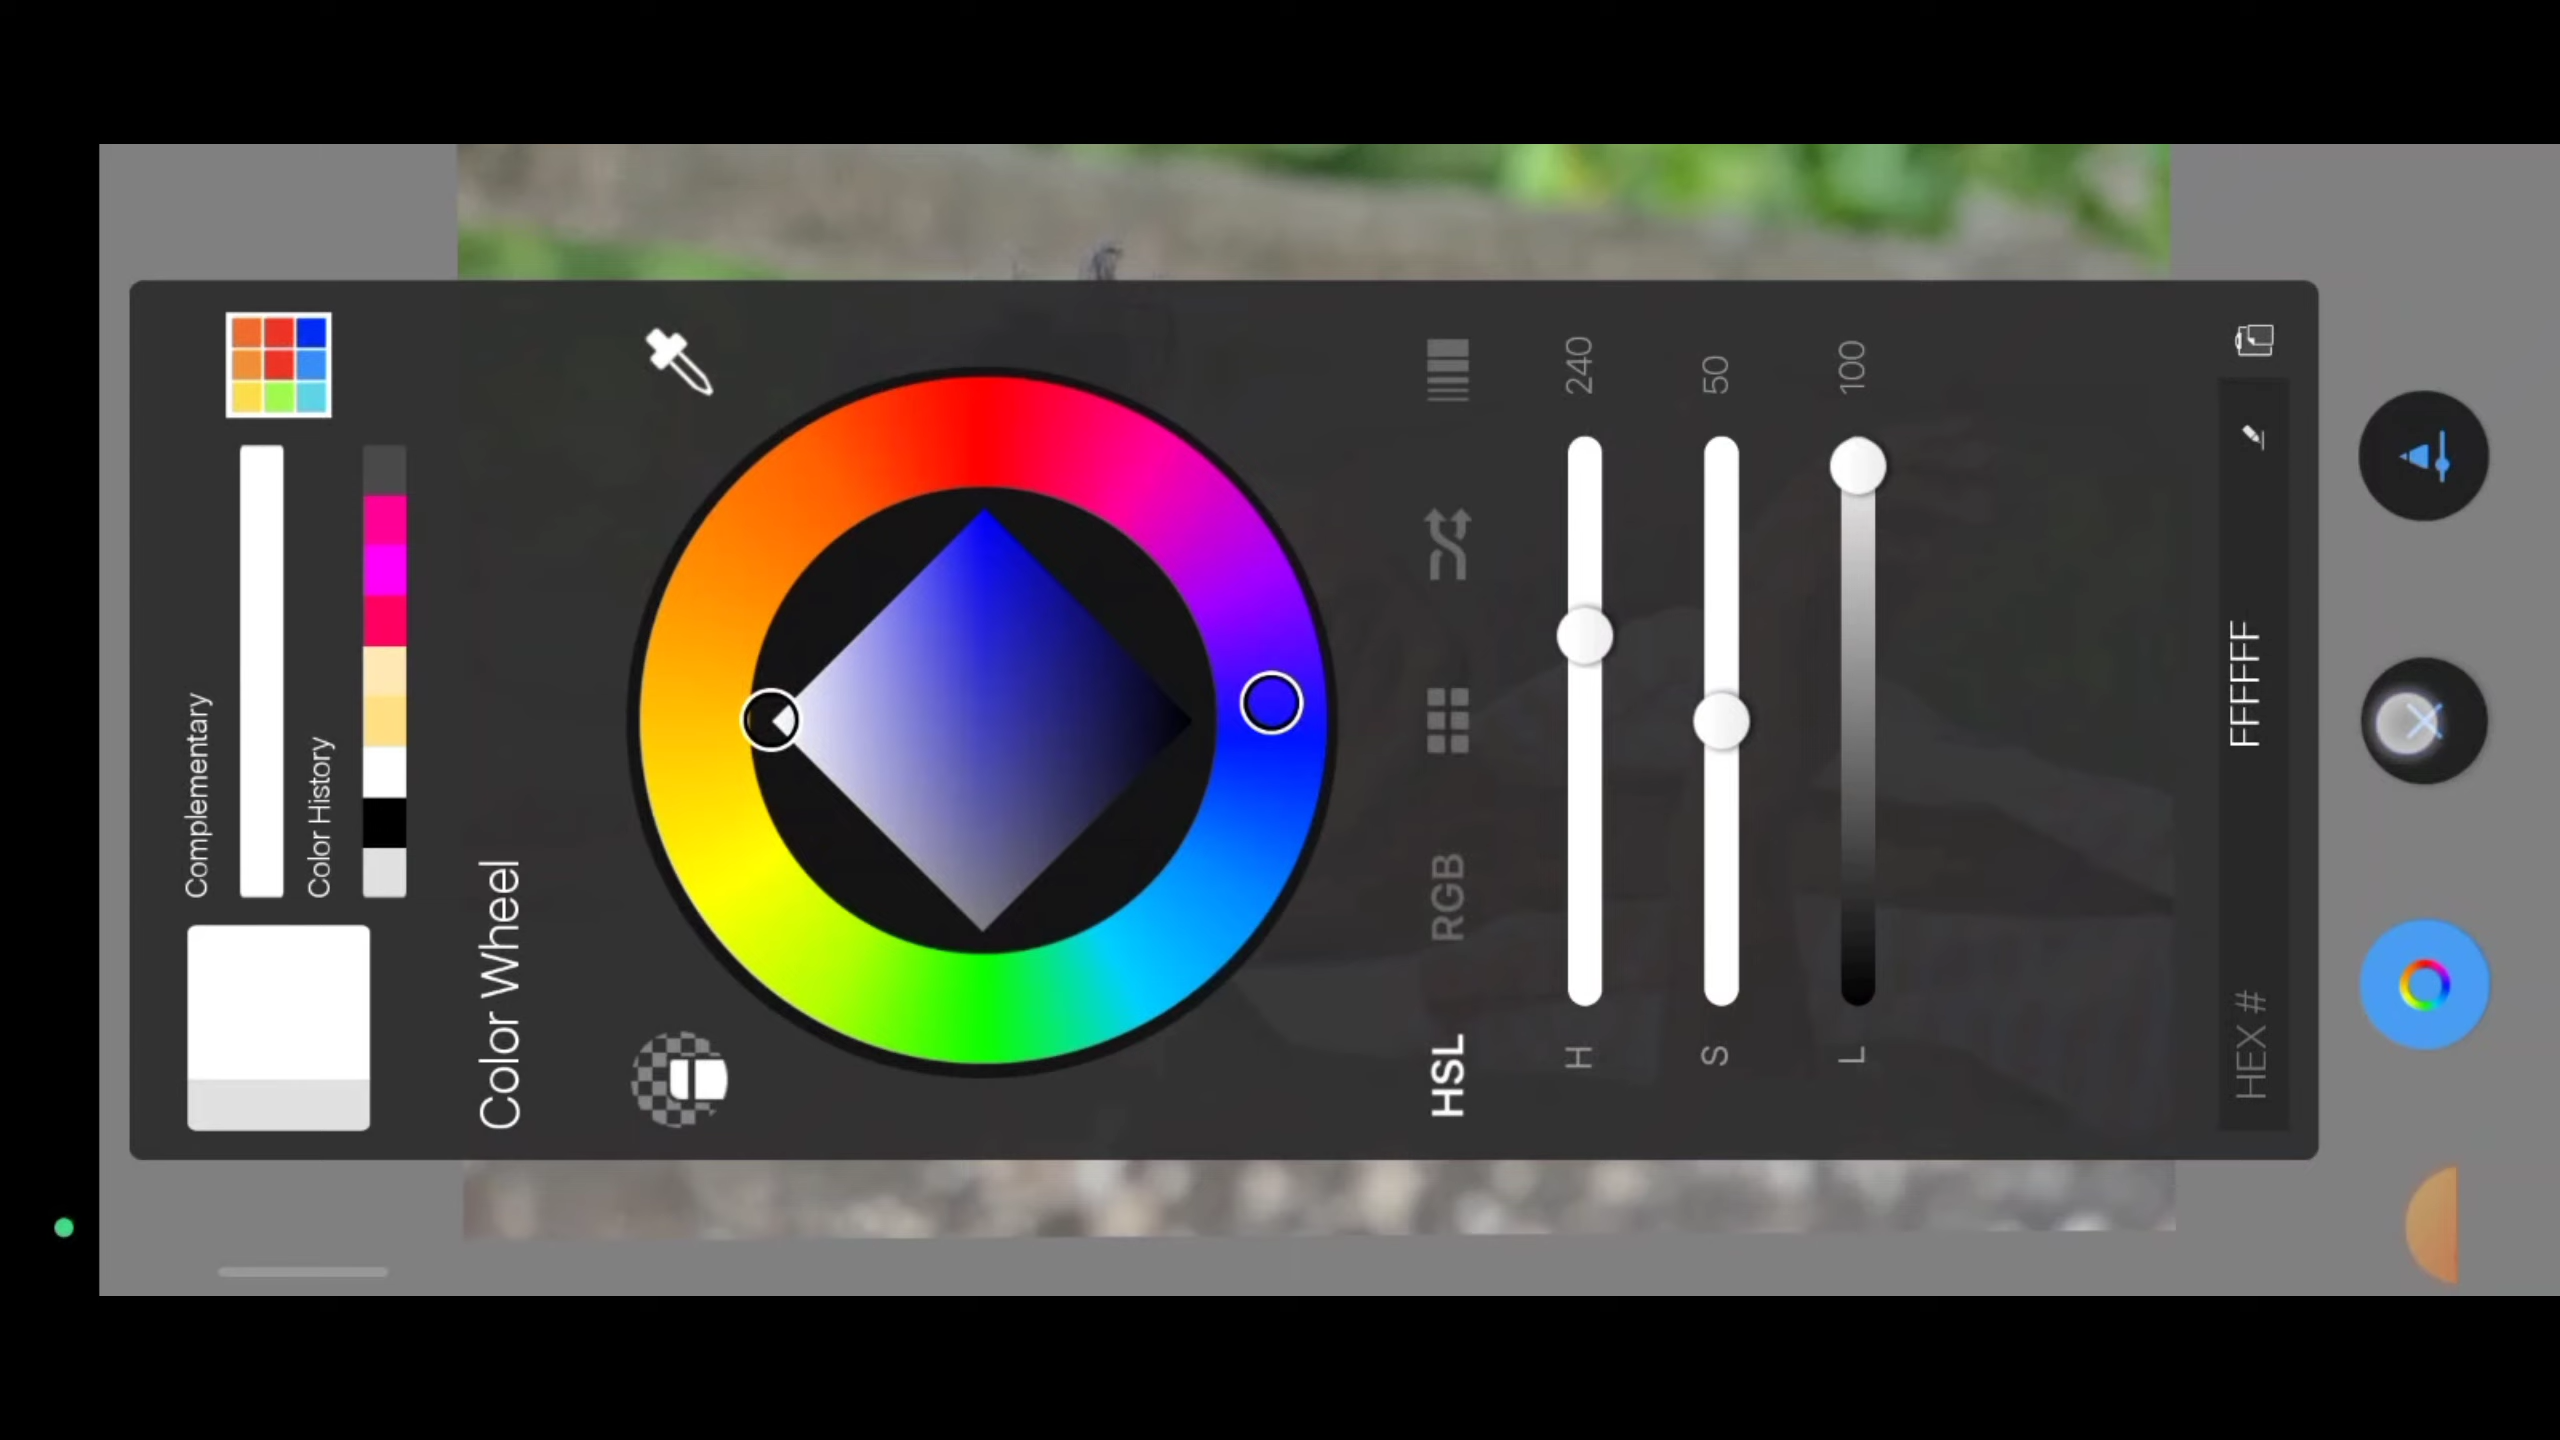 Complementary
Color History
Color Wheel
HSL RGB
H 240
S 50
L 100
HEX # FFFFFF